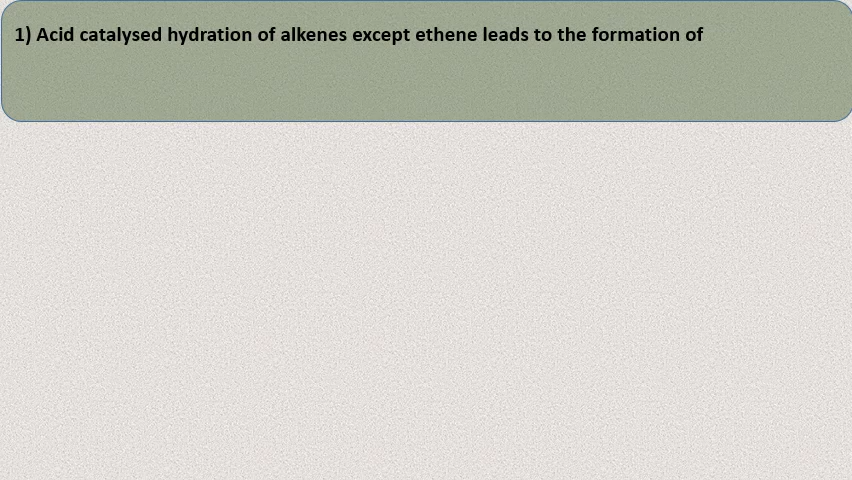 1) Acid catalysed hydration of alkenes except ethene leads to the formation of